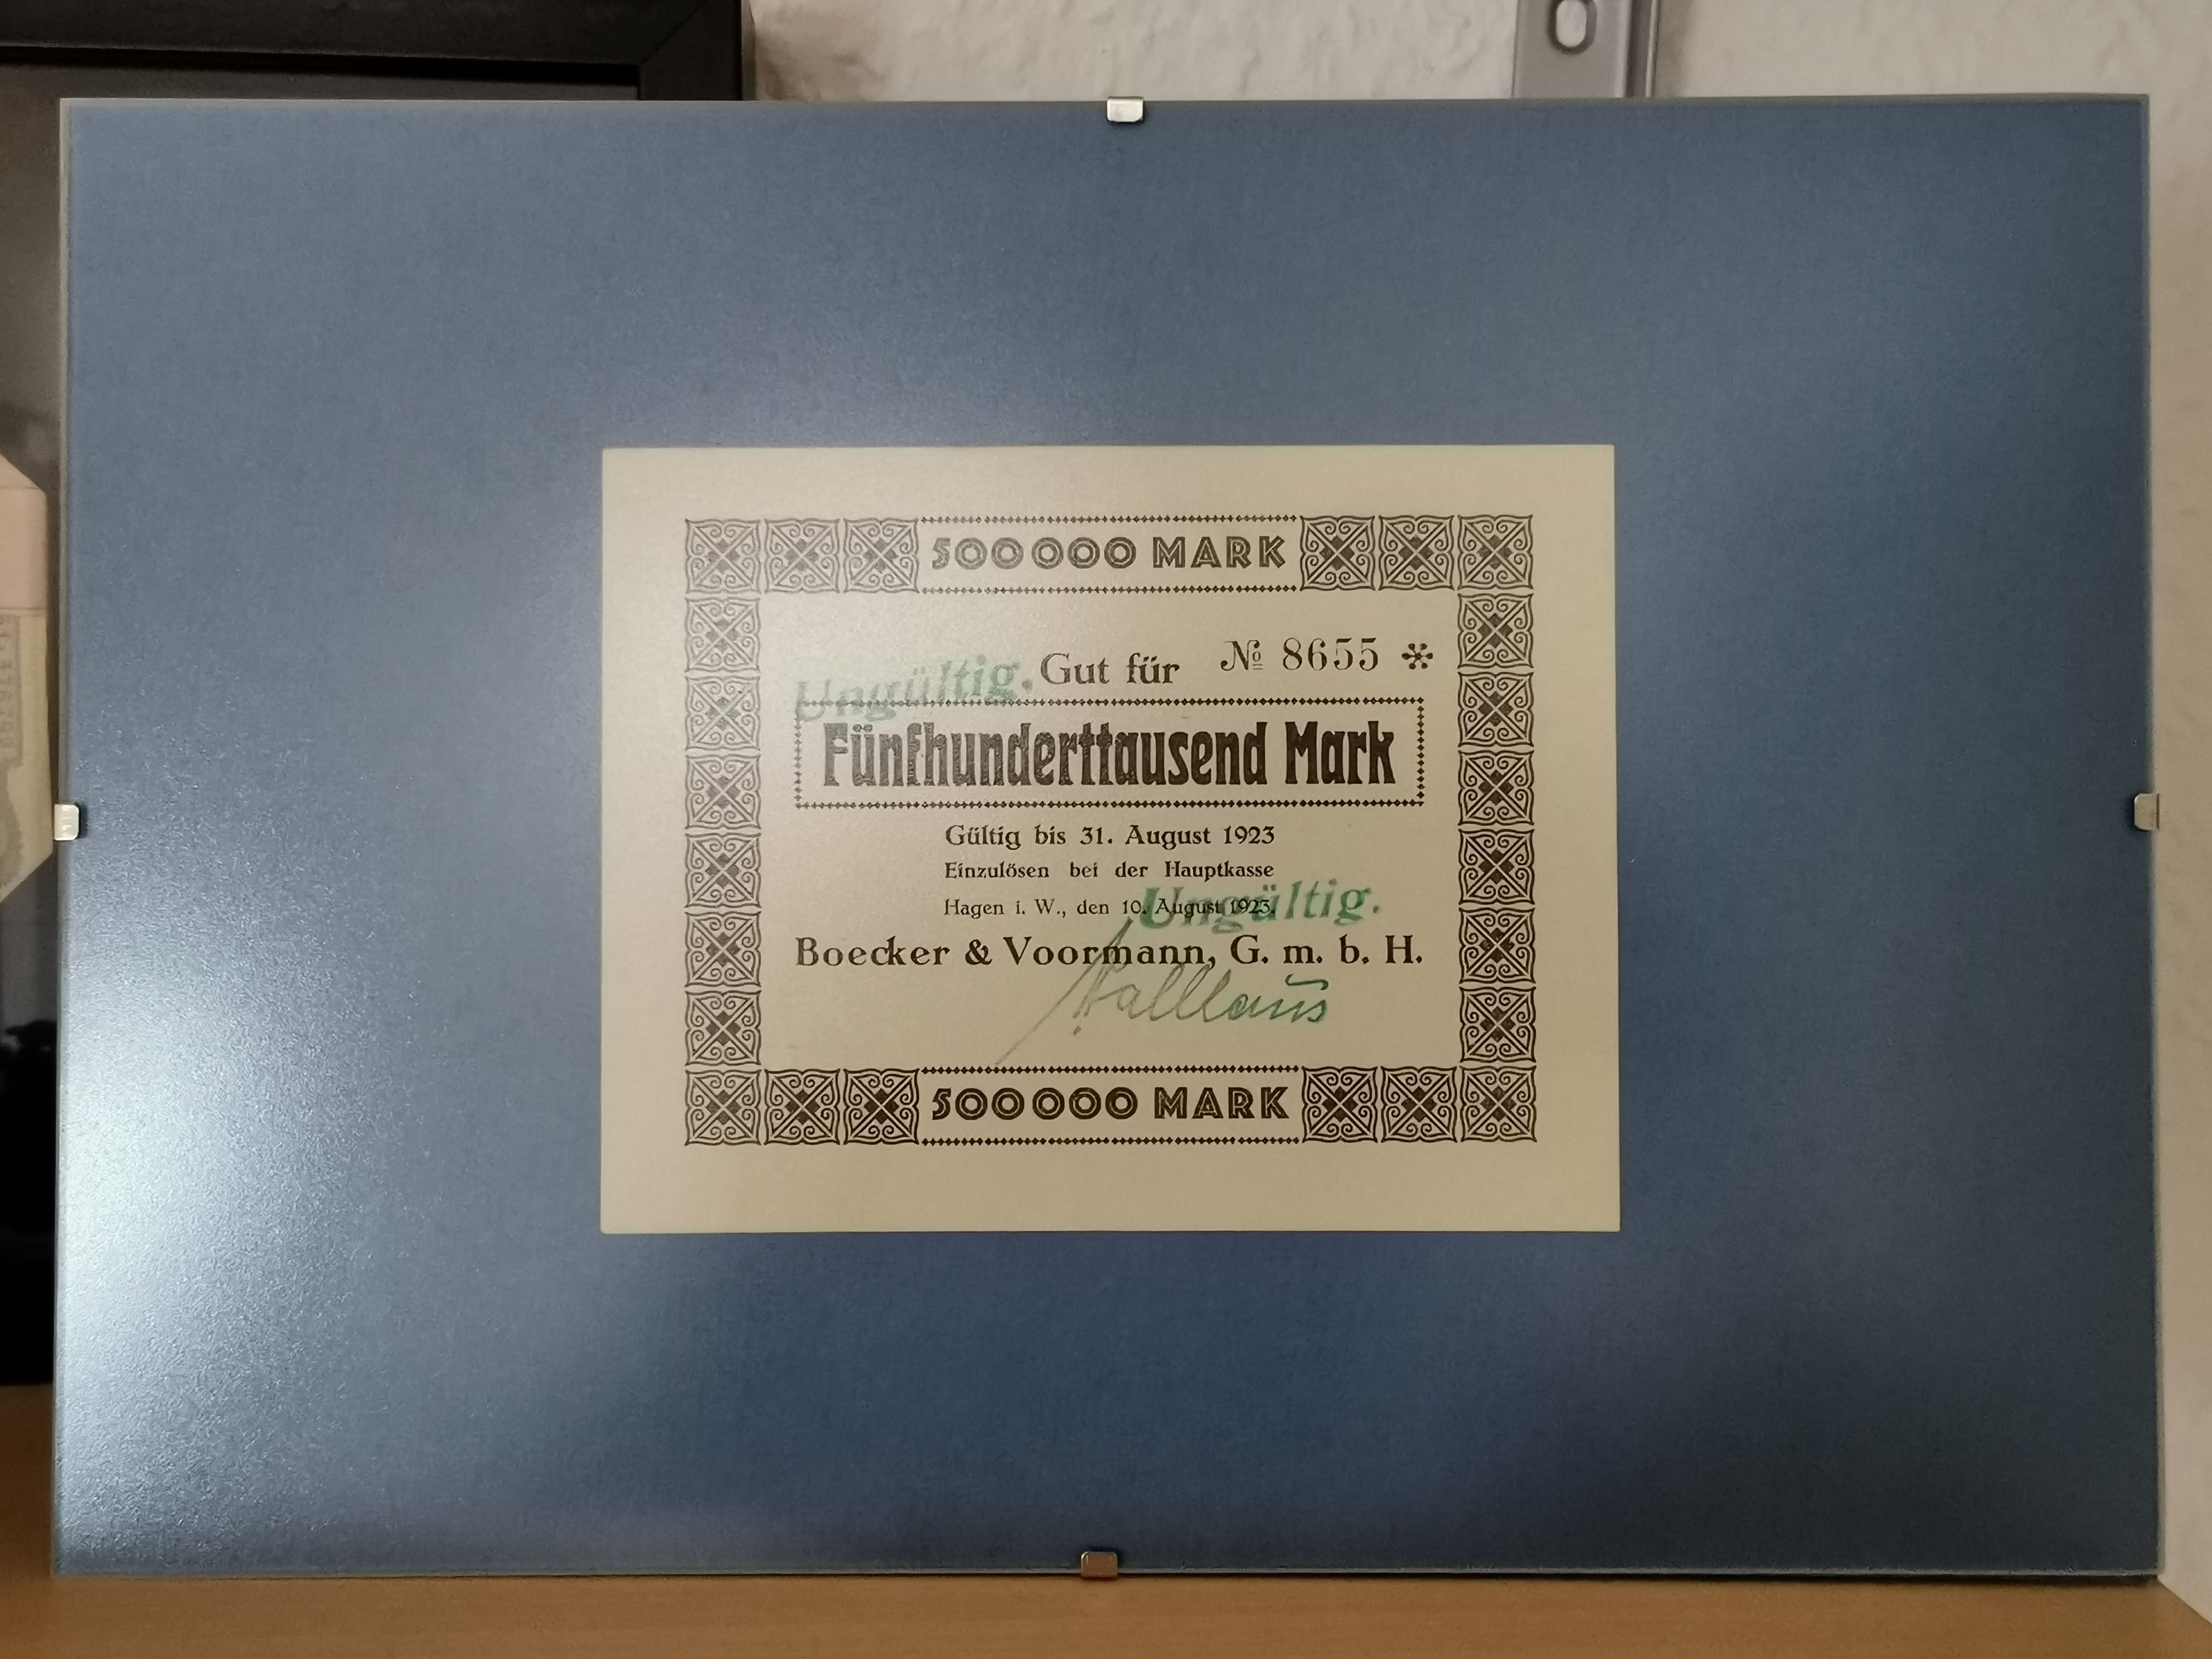 500000 MARK
Gut für № 8655
Ungültig.
Fünfhunderttausend Mark
Gültig bis 31. August 1923
Einzulösen bei der Hauptkasse
Hagen i. W., den 10. August 1923.
Ungültig.
Boecker & Voormann, G. m. b. H.
500000 MARK